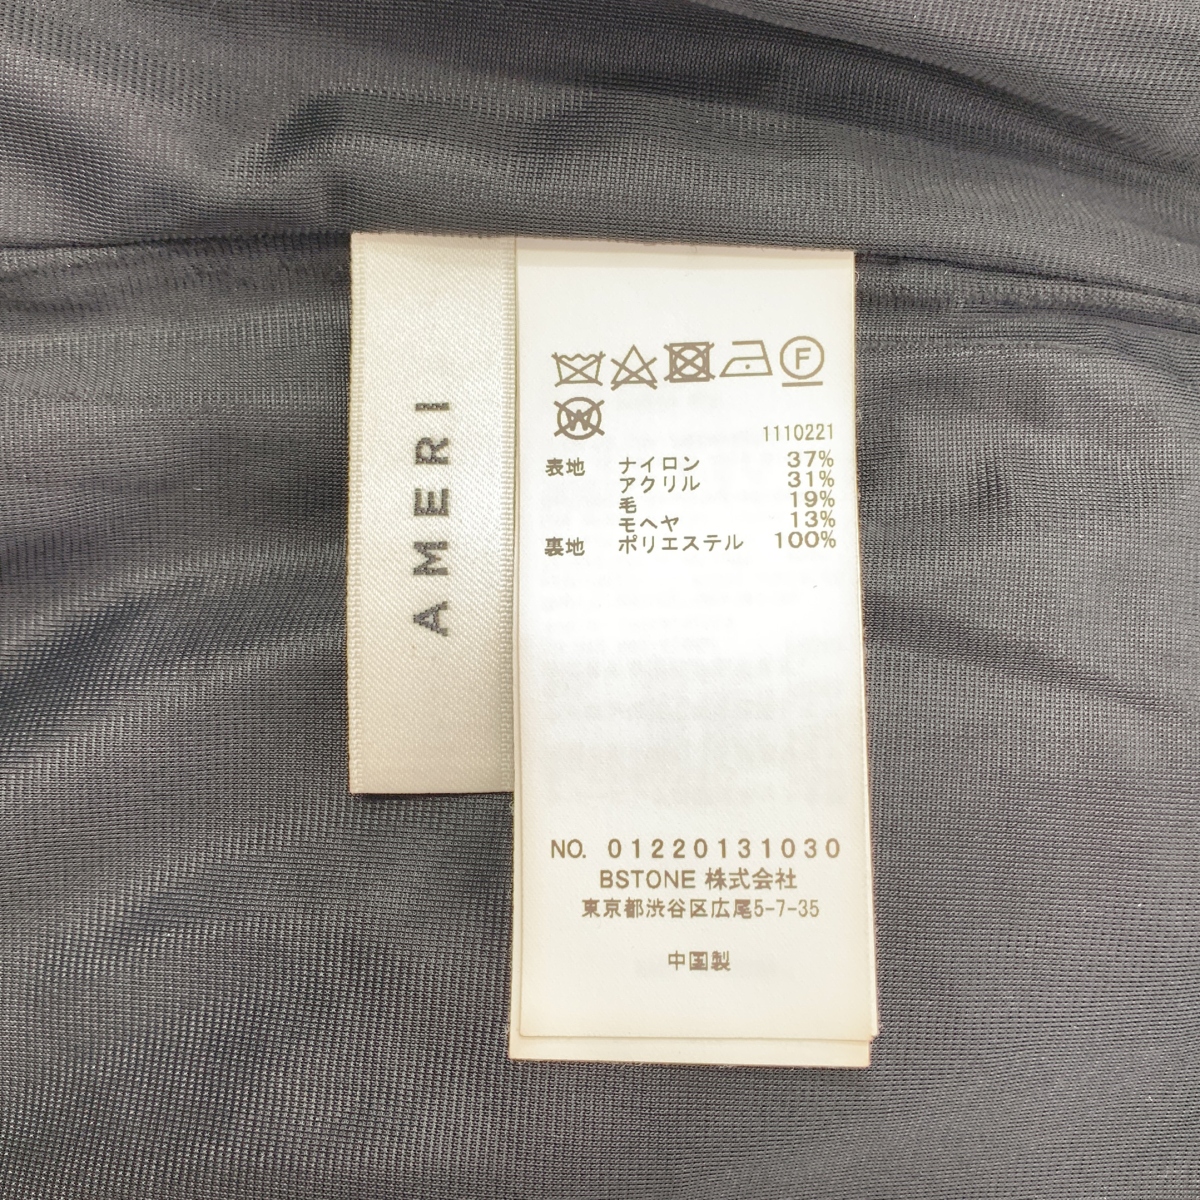 AMERI
F
W
1110221
表地 ナイロン 37%
アクリル 31%
毛 19%
モヘヤ 13%
裏地 ポリエステル 100%
NO. 01220131030
BSTONE 株式会社
東京都渋谷区広尾5-7-35
中国製